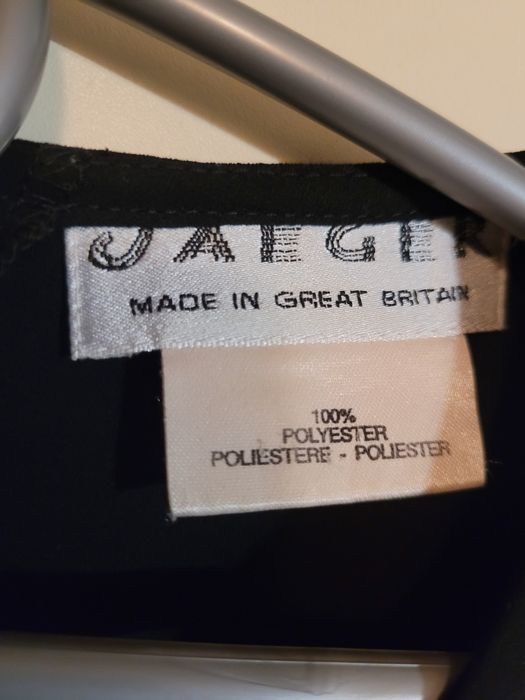 JAEGER
MADE IN GREAT BRITAIN
100%
POLYESTER
POLIESTERE - POLIESTER